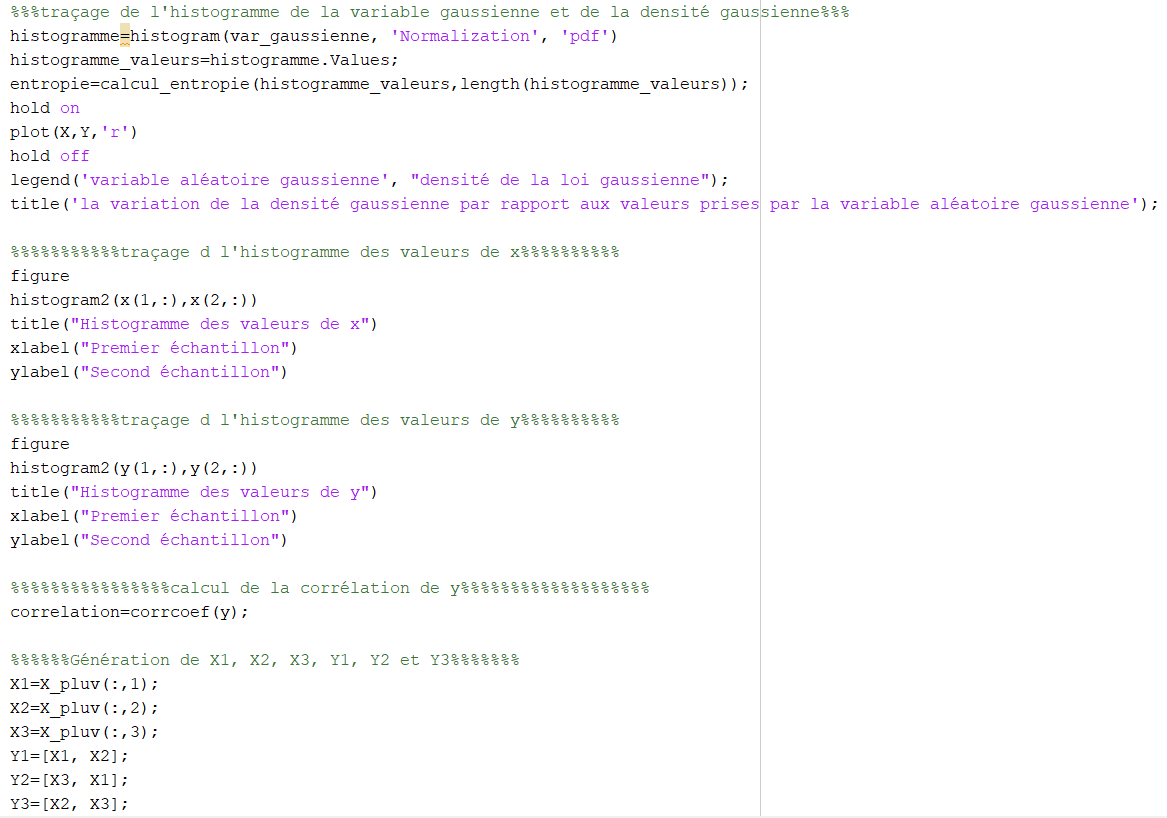 %%%traçage de l'histogramme de la variable gaussienne et de la densité gaussienne%%%
histogramme=histogram(var_gaussienne, 'Normalization', 'pdf')
histogramme_valeurs=histogramme.Values;
entropie=calcul_entropie(histogramme_valeurs,length(histogramme_valeurs));
hold on
plot(X,Y,'r')
hold off
legend('variable aléatoire gaussienne', "densité de la loi gaussienne");
title('la variation de la densité gaussienne par rapport aux valeurs prises par la variable aléatoire gaussienne');
%%%%%%%%%%%traçage d l'histogramme des valeurs de x%%%%%%%%%%
figure
histogram2(x(1,:),x(2,:))
title("Histogramme des valeurs de x")
xlabel("Premier échantillon")
ylabel("Second échantillon")
%%%%%%%%%%%traçage d l'histogramme des valeurs de y%%%%%%%%%%
figure
histogram2(y(1,:),y(2,:))
title("Histogramme des valeurs de y")
xlabel("Premier échantillon")
ylabel("Second échantillon")
%%%%%%%%%%%%%%%%calcul de la corrélation de y%%%%%%%%%%%%%%%%%%%
correlation=corrcoef(y);
%%%%%%Génération de X1, X2, X3, Y1, Y2 et Y3%%%%%%%
X1=X_pluv(:,1);
X2=X_pluv(:,2);
X3=X_pluv(:,3);
Y1=[X1, X2];
Y2=[X3, X1];
Y3=[X2, X3];